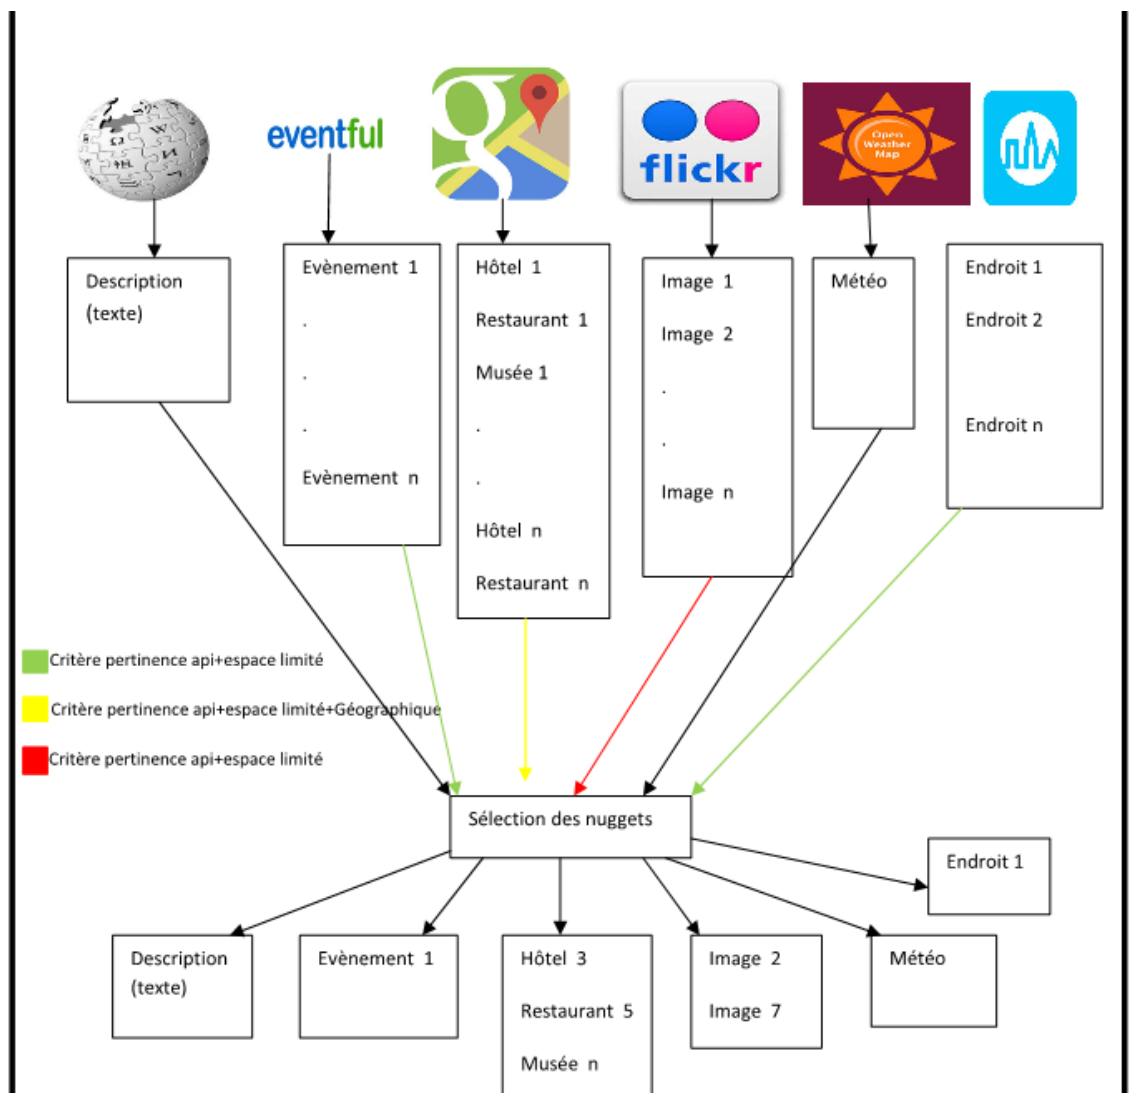 eventful
flickr
Open
Weather
Map
Description
(texte)
Evènement 1
.
.
.
Evènement n
Hôtel 1
Restaurant 1
Musée 1
.
.
Hôtel n
Restaurant n
Image 1
Image 2
.
.
Image n
Météo
Endroit 1
Endroit 2
Endroit n
Critère pertinence api+espace limité
Critère pertinence api+espace limité+Géographique
Critère pertinence api+espace limité
Sélection des nuggets
Endroit 1
Description
(texte)
Evènement 1
Hôtel 3
Restaurant 5
Musée n
Image 2
Image 7
Météo